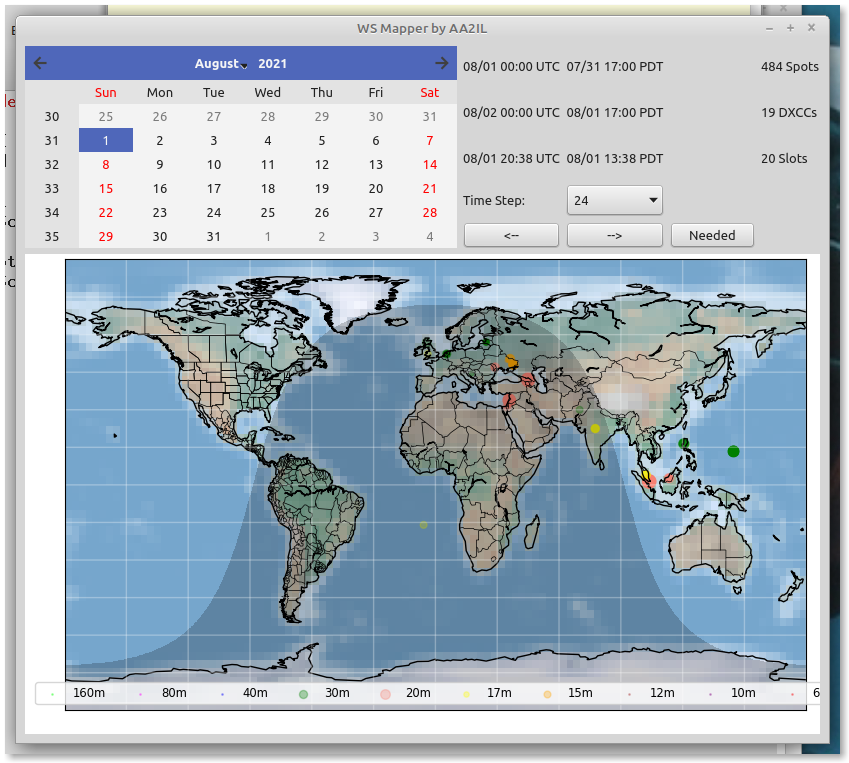 WS Mapper by AA2IL
August 2021
Sun Mon Tue Wed Thu Fri Sat
30 25 26 27 28 29 30 31
31 1 2 3 4 5 6 7
32 8 9 10 11 12 13 14
33 15 16 17 18 19 20 21
34 22 23 24 25 26 27 28
35 29 30 31 1 2 3 4
08/01 00:00 UTC 07/31 17:00 PDT 484 Spots
08/02 00:00 UTC 08/01 17:00 PDT 19 DXCCs
08/01 20:38 UTC 08/01 13:38 PDT 20 Slots
Time Step: 24
<-- --> Needed
160m 80m 40m 30m 20m 17m 15m 12m 10m 6